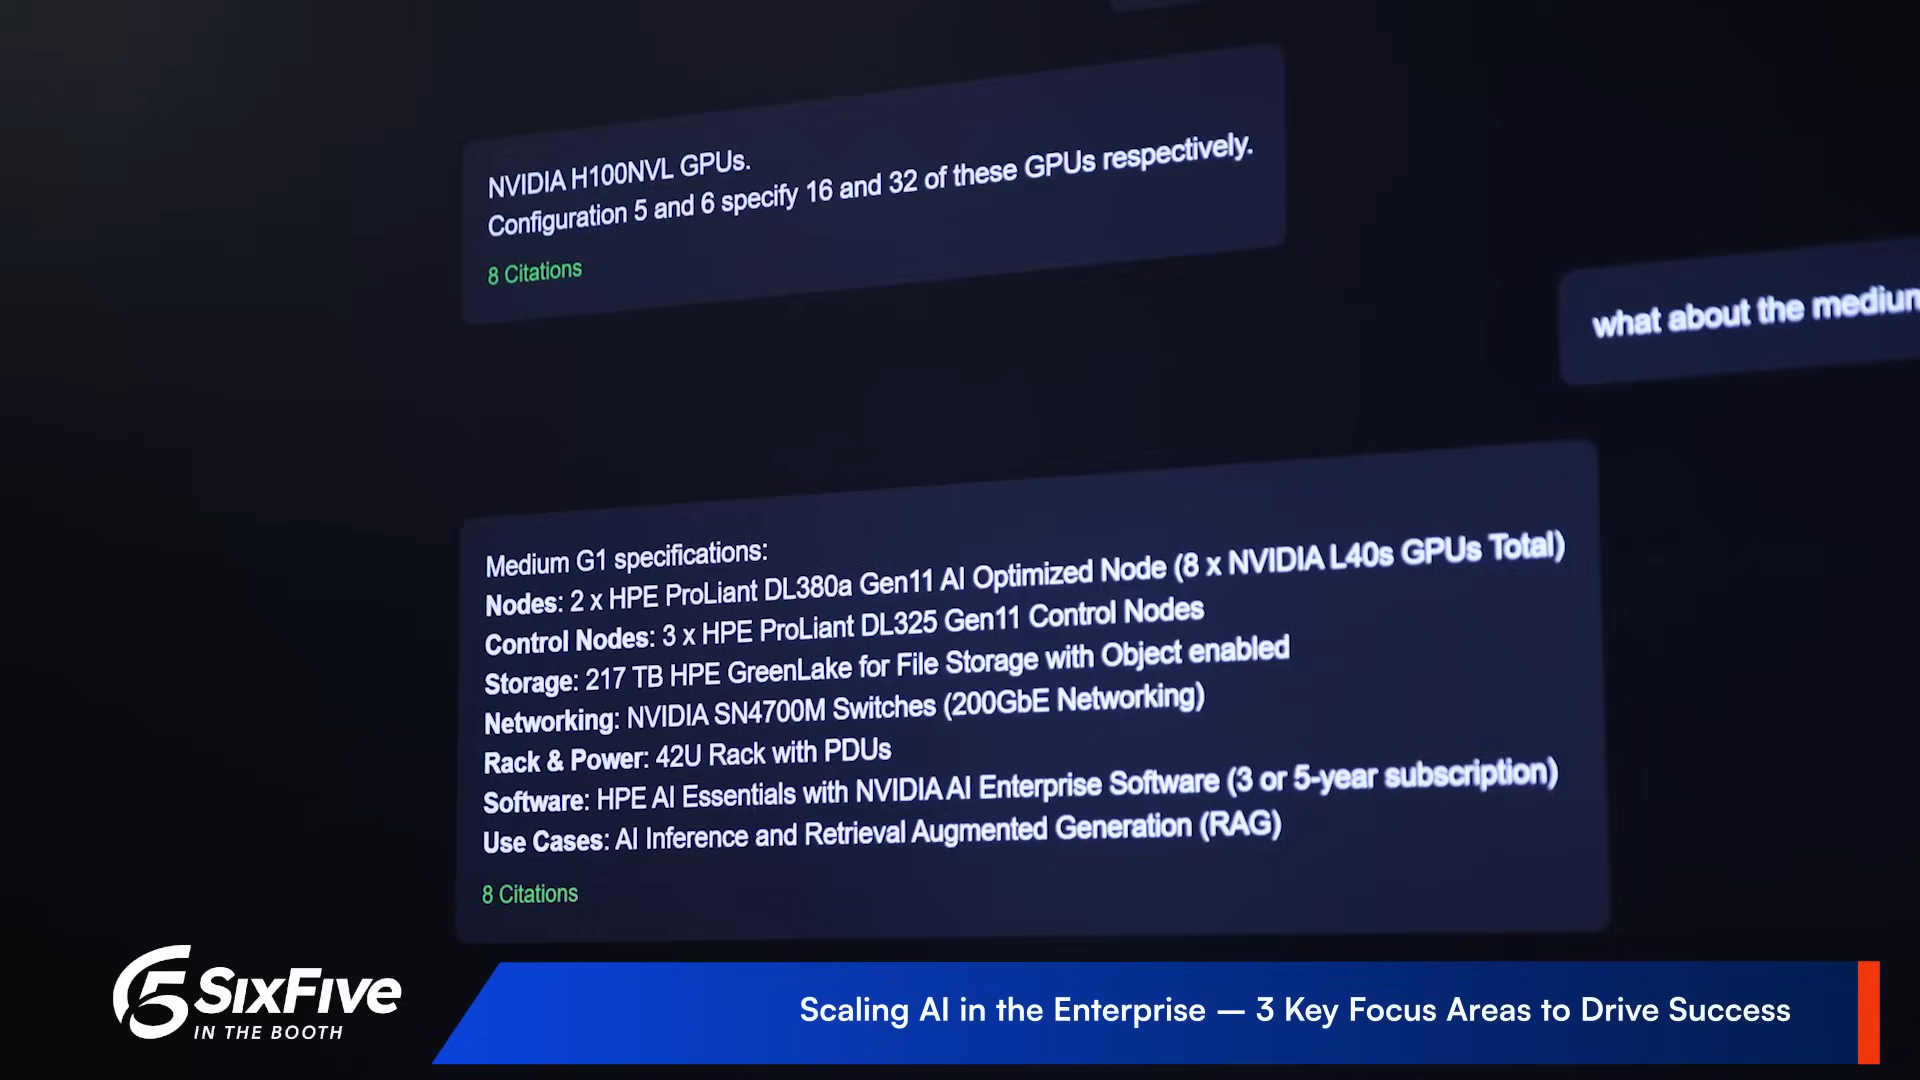 NVIDIA H100NVL GPUs.
Configuration 5 and 6 specify 16 and 32 of these GPUs respectively.
8 Citations
what about the
Medium G1 specifications:
Nodes: 2 x HPE ProLiant DL380a Gen11 AI Optimized Node (8 x NVIDIA L40s GPUs Total)
Control Nodes: 3 x HPE ProLiant DL325 Gen11 Control Nodes
Storage: 217 TB HPE GreenLake for File Storage with Object enabled
Networking: NVIDIA SN4700M Switches (200GbE Networking)
Rack & Power: 42U Rack with PDUs
Software: HPE AI Essentials with NVIDIA AI Enterprise Software (3 or 5-year subscription)
Use Cases: AI Inference and Retrieval Augmented Generation (RAG)
8 Citations
65 SixFive
IN THE BOOTH
Scaling AI in the Enterprise — 3 Key Focus Areas to Drive Success